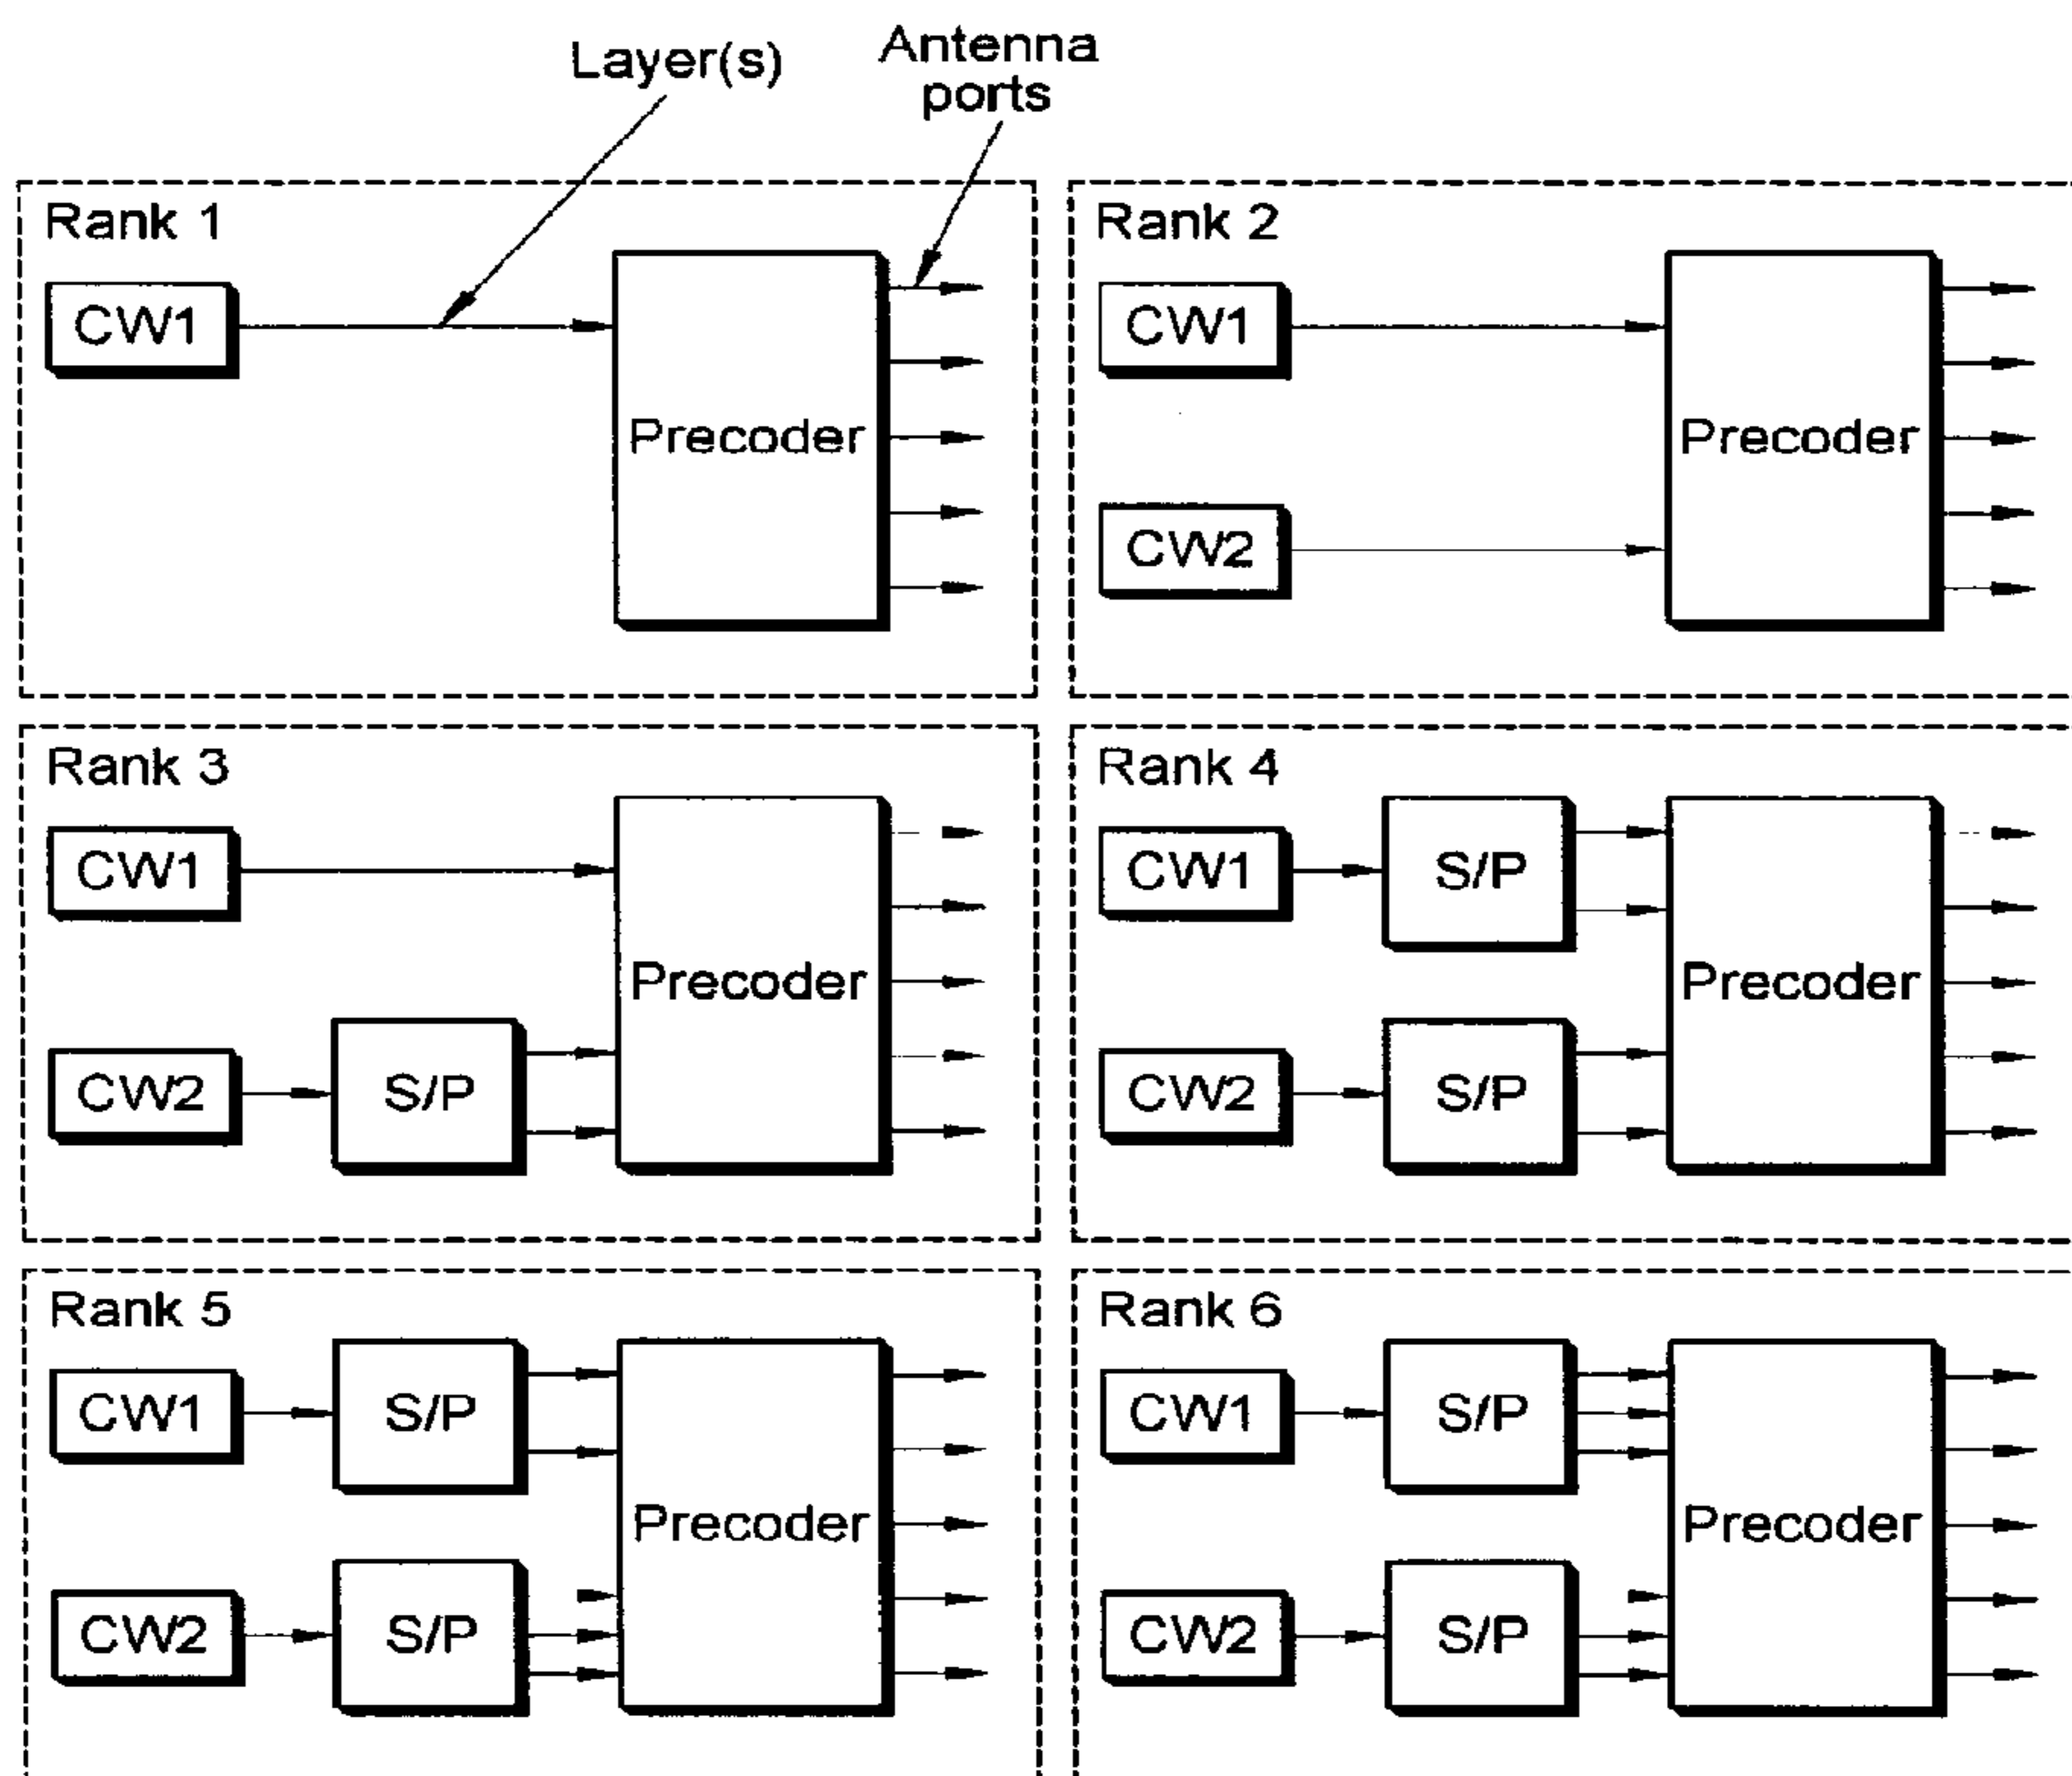 Layer(s)
Antenna
ports
Rank 1
CW1
Precoder
Rank 2
CW1
Precoder
CW2
Rank 3
CW1
Precoder
CW2
S/P
Rank 4
CW1
S/P
Precoder
CW2
S/P
Rank 5
CW1
S/P
Precoder
CW2
S/P
Rank 6
CW1
S/P
Precoder
CW2
S/P